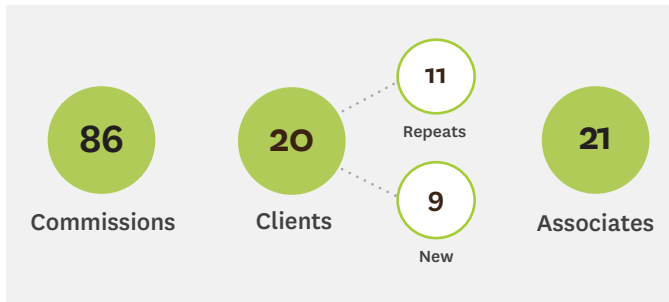 86
Commissions
20
Clients
11
Repeats
9
New
21
Associates